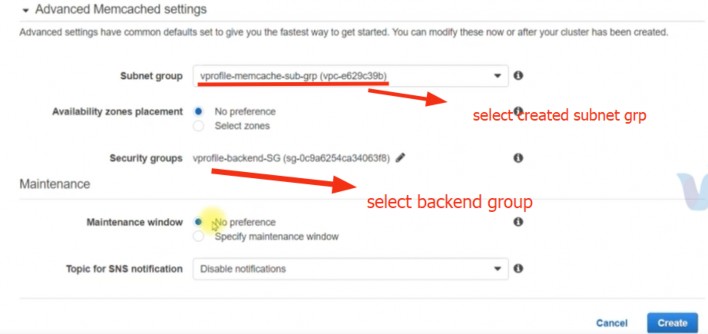 Advanced Memcached settings
Advanced settings have common defaults set to give you the fastest way to get started. You can modify these now or after your cluster has been created.
Subnet group vprofile-memcache-sub-grp (vpc-e629c39b)
select created subnet grp
Availability zones placement No preference
Select zones
Security groups vprofile-backend-SG (sg-0c9a6254ca34063f8)
select backend group
Maintenance
Maintenance window No preference
Specify maintenance window
Topic for SNS notification Disable notifications
Cancel Create